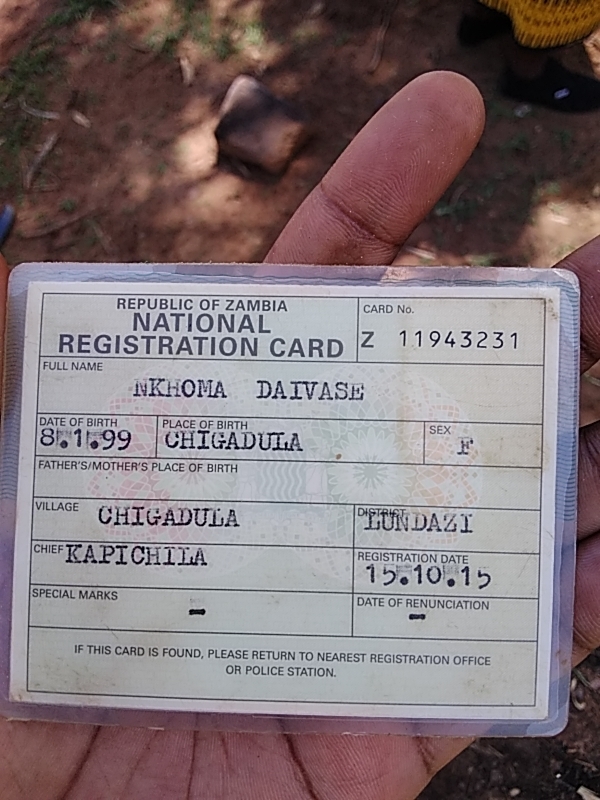 REPUBLIC OF ZAMBIA
NATIONAL
REGISTRATION CARD
CARD No.
Z 11943231
FULL NAME
NKHOMA DAIVASE
DATE OF BIRTH
8.1.99
PLACE OF BIRTH
CHIGADULA
SEX
F
FATHER'S/MOTHER'S PLACE OF BIRTH
VILLAGE CHIGADULA
DISTRICT
LUNDAZI
CHIEF KAPICHILA
REGISTRATION DATE
15.10.15
SPECIAL MARKS
-
DATE OF RENUNCIATION
-
IF THIS CARD IS FOUND, PLEASE RETURN TO NEAREST REGISTRATION OFFICE
OR POLICE STATION.